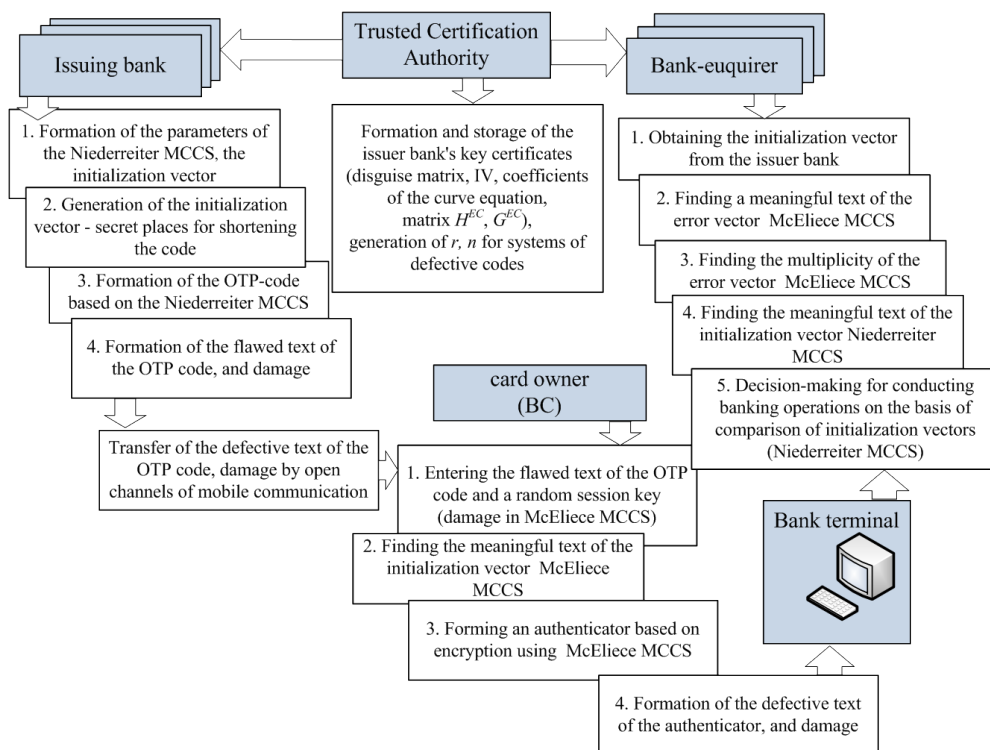 Trusted Certification
Authority
Issuing bank
Bank-euquirer
1. Formation of the parameters of
the Niederreiter MCCS, the
initialization vector
2. Generation of the initialization
vector - secret places for shortening
the code
3. Formation of the OTP-code
based on the Niederreiter MCCS
4. Formation of the flawed text of
the OTP code, and damage
Transfer of the defective text of the
OTP code, damage by open
channels of mobile communication
Formation and storage of the
issuer bank's key certificates
(disguise matrix, IV, coefficients
of the curve equation,
matrix H^EC, G^EC),
generation of r, n for systems of
defective codes
card owner
(BC)
1. Entering the flawed text of the OTP
code and a random session key
(damage in McEliece MCCS)
2. Finding the meaningful text of the
initialization vector McEliece
MCCS)
3. Forming an authenticator based on
encryption using McEliece MCCS)
4. Formation of the defective text
of the authenticator, and damage
1. Obtaining the initialization vector
from the issuer bank
2. Finding a meaningful text of the
error vector McEliece MCCS)
3. Finding the multiplicity of the
error vector McEliece MCCS)
4. Finding the meaningful text of the
initialization vector Niederreiter
MCCS)
5. Decision-making for conducting
banking operations on the basis of
comparison of initialization vectors
(Niederreiter MCCS)
Bank terminal